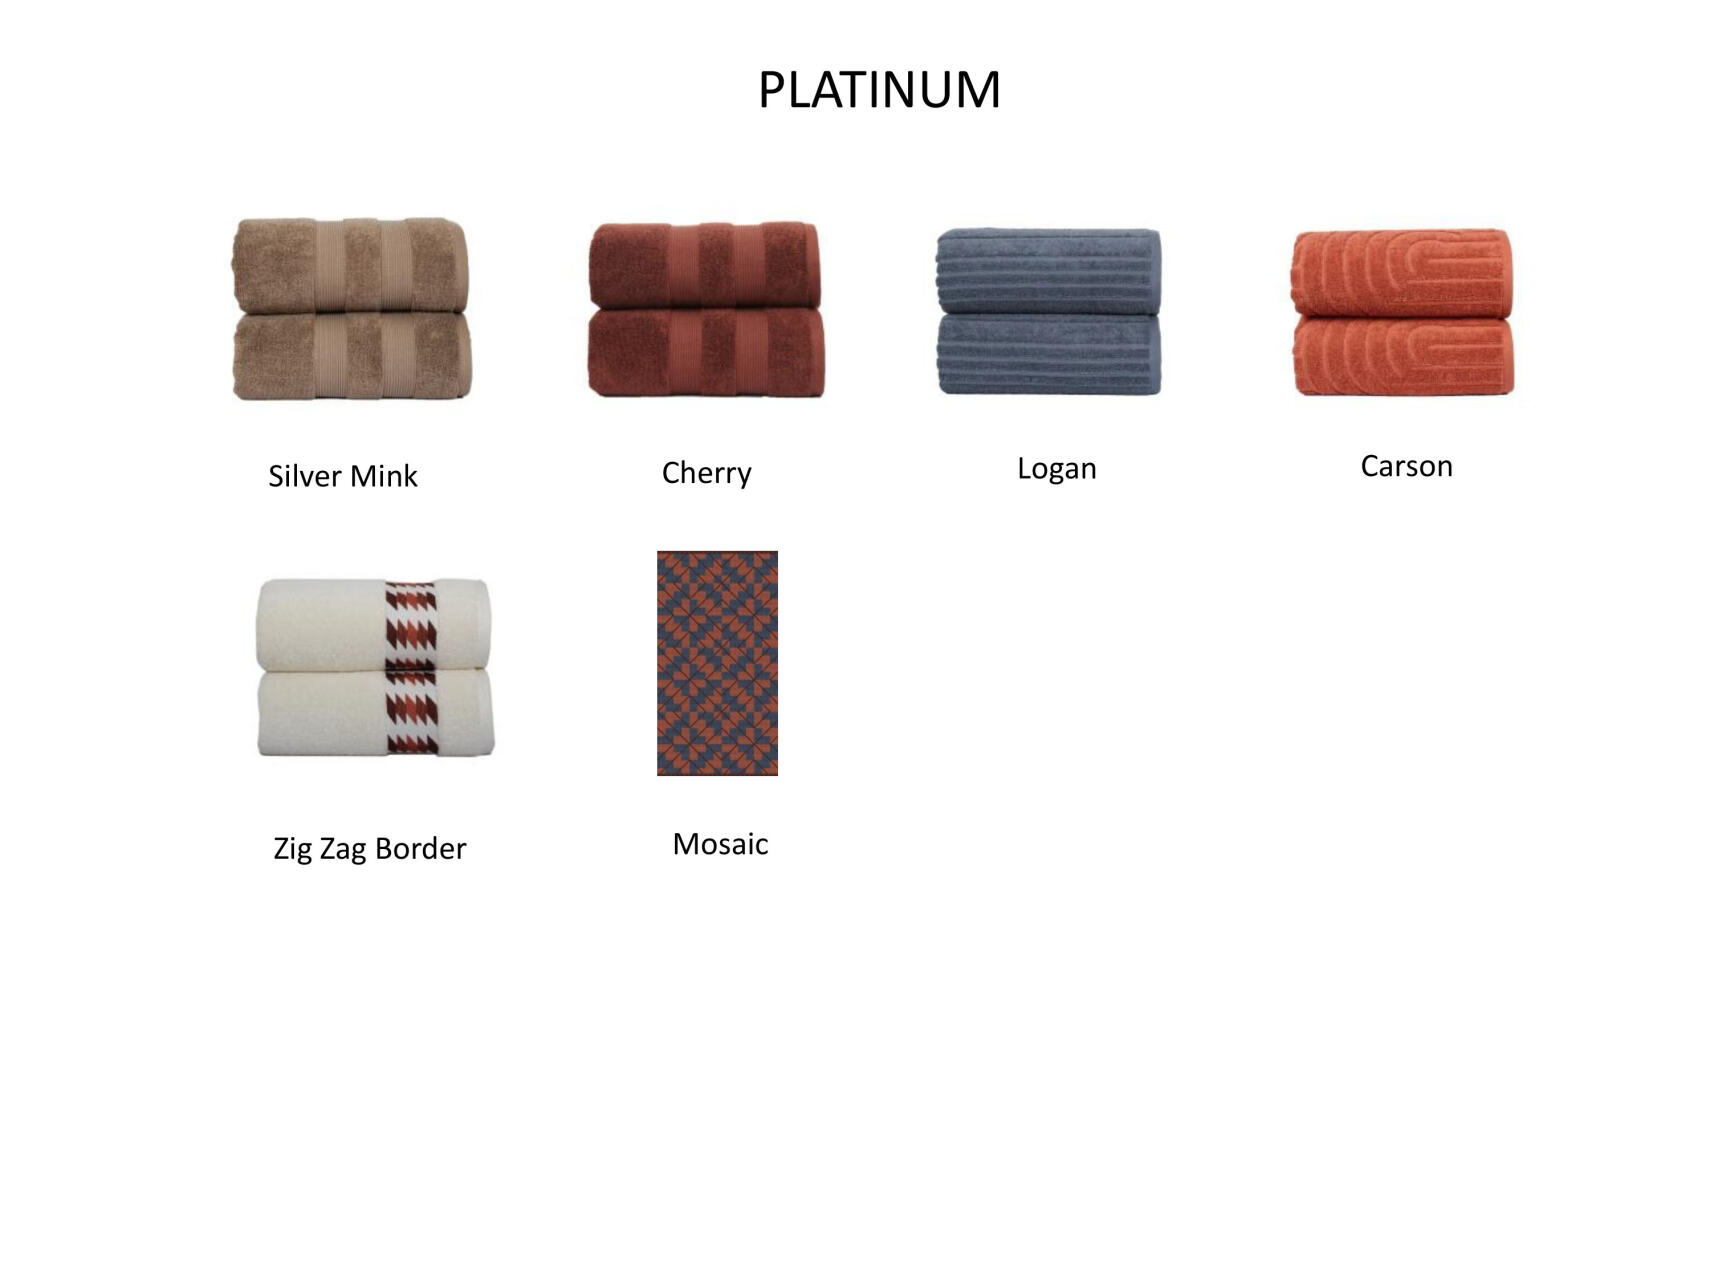 PLATINUM
Silver Mink
Cherry
Logan
Carson
Zig Zag Border
Mosaic